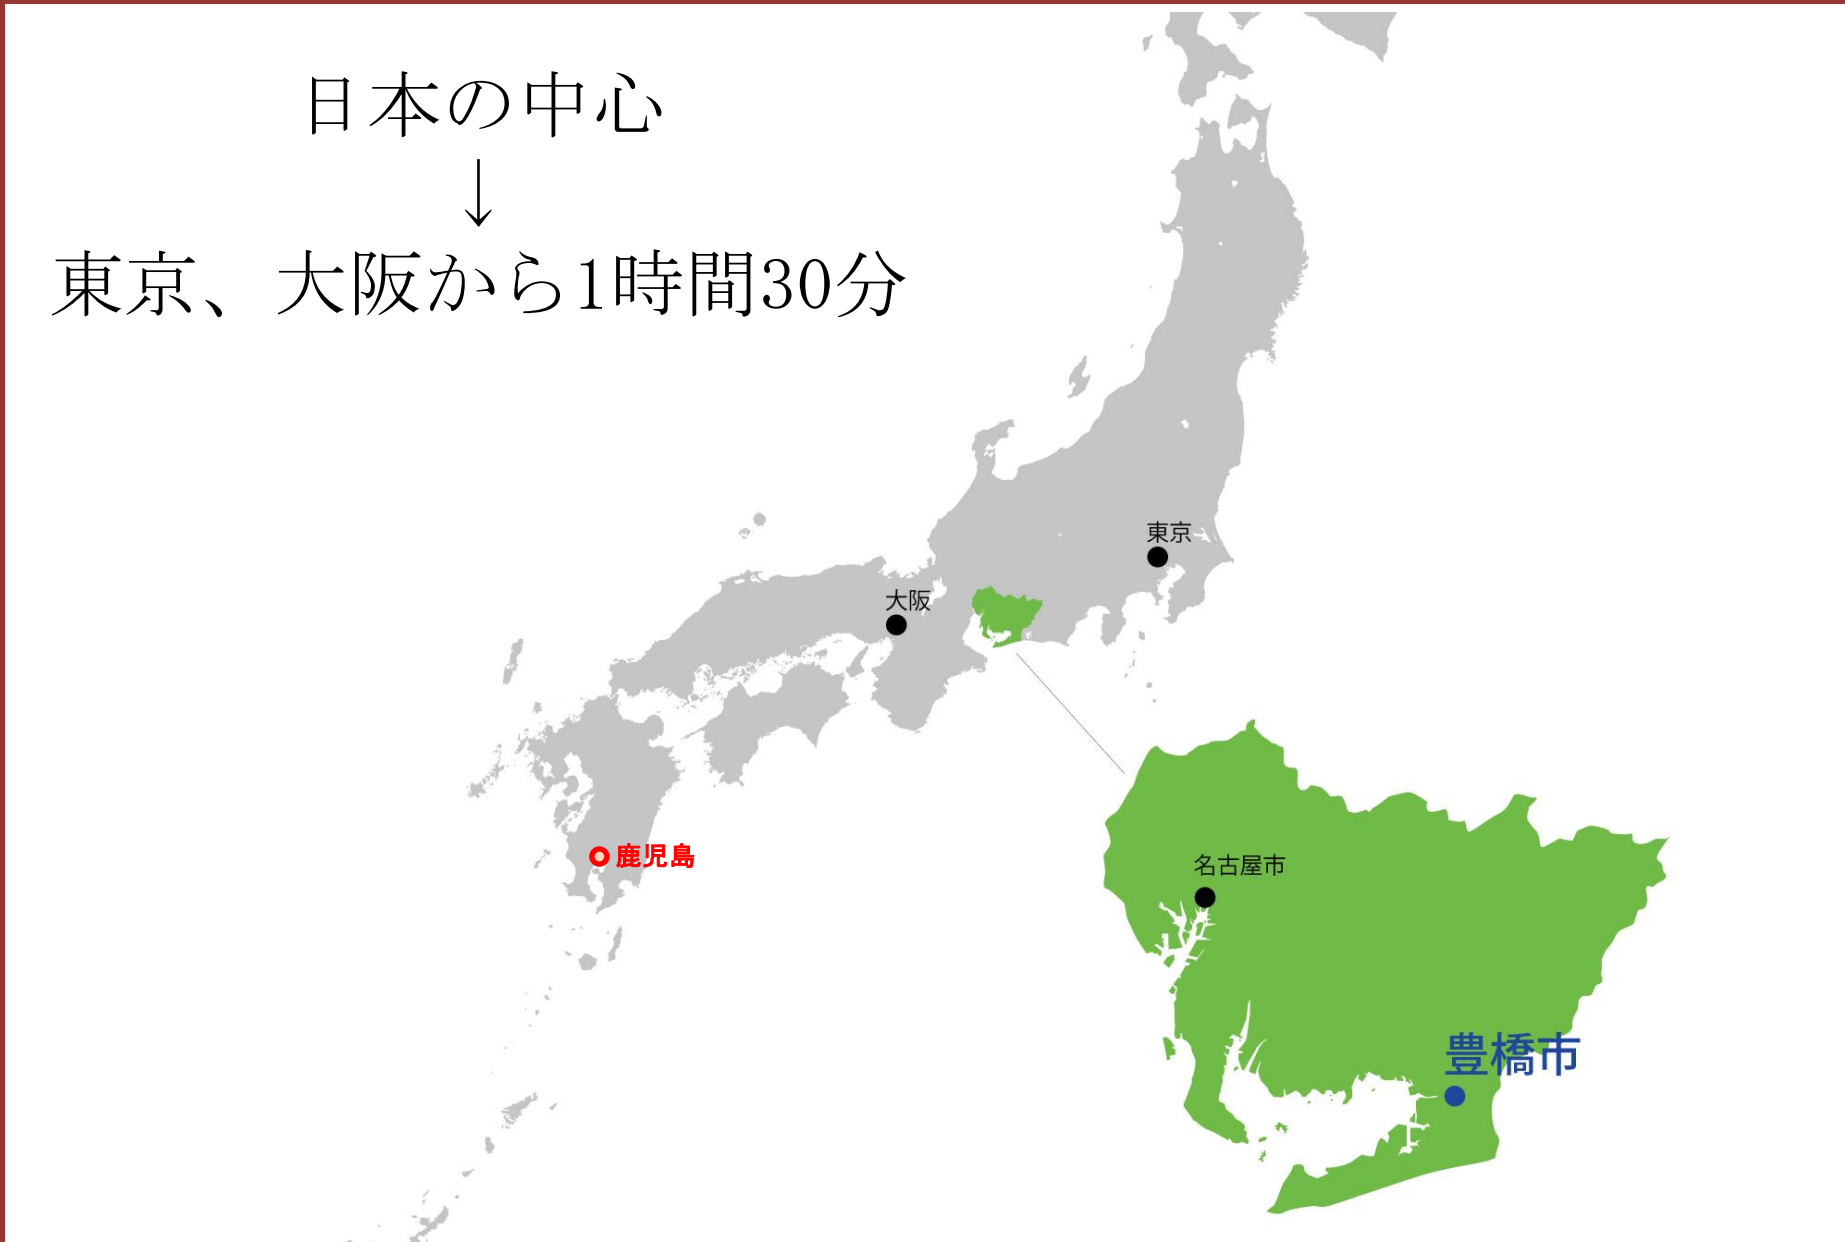 日本の中心
↓
東京、大阪から1時間30分
東京
大阪
鹿児島
名古屋市
豊橋市